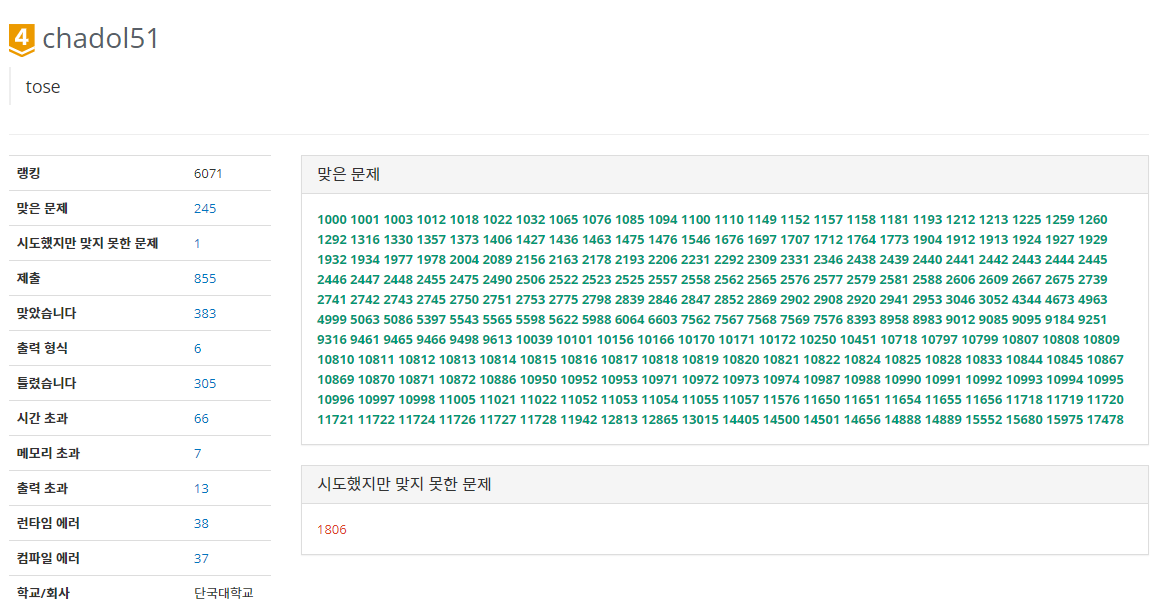 4 chadol51
tose
랭킹 6071
맞은 문제 245
시도했지만 맞지 못한 문제 1
제출 855
맞았습니다 383
출력 형식 6
틀렸습니다 305
시간 초과 66
메모리 초과 7
출력 초과 13
런타임 에러 38
컴파일 에러 37
학교/회사 단국대학교
맞은 문제
1000 1001 1003 1012 1018 1022 1032 1065 1076 1085 1094 1100 1110 1149 1152 1157 1158 1181 1193 1212 1213 1225 1259 1260
1292 1316 1330 1357 1373 1406 1427 1436 1463 1475 1476 1546 1676 1697 1707 1712 1764 1773 1904 1912 1913 1924 1927 1929
1932 1934 1977 1978 2004 2089 2156 2163 2178 2193 2206 2231 2292 2309 2331 2346 2438 2439 2440 2441 2442 2443 2444 2445
2446 2447 2448 2455 2475 2490 2506 2522 2523 2525 2557 2558 2562 2565 2576 2577 2579 2581 2588 2606 2609 2667 2675 2739
2741 2742 2743 2745 2750 2751 2753 2775 2798 2839 2846 2847 2852 2869 2902 2908 2920 2941 2953 3046 3052 4344 4673 4963
4999 5063 5086 5397 5543 5565 5598 5622 5988 6064 6603 7562 7567 7568 7569 7576 8393 8958 8983 9012 9085 9095 9184 9251
9316 9461 9465 9466 9498 9613 10039 10101 10156 10166 10170 10171 10172 10250 10451 10718 10797 10799 10807 10808 10809
10810 10811 10812 10813 10814 10815 10816 10817 10818 10819 10820 10821 10822 10824 10825 10828 10833 10844 10845 10867
10869 10870 10871 10872 10886 10950 10952 10953 10971 10972 10973 10974 10987 10988 10990 10991 10992 10993 10994 10995
10996 10997 10998 11005 11021 11022 11052 11053 11054 11055 11057 11576 11650 11651 11654 11655 11656 11718 11719 11720
11721 11722 11724 11726 11727 11728 11942 12813 12865 13015 14405 14500 14501 14656 14888 14889 15552 15680 15975 17478
시도했지만 맞지 못한 문제
1806